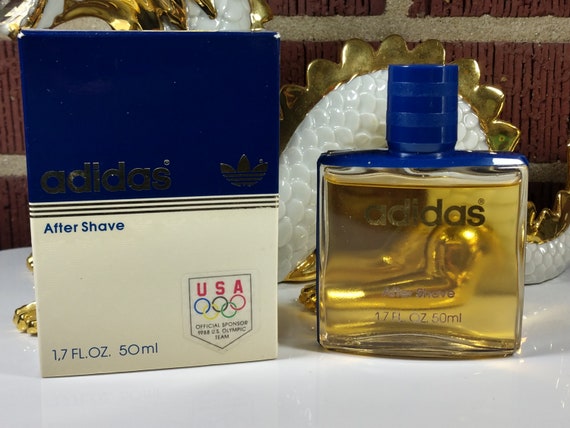 adidas®
After Shave
USA
OFFICIAL SPONSOR
1988 U.S. OLYMPIC
TEAM
1,7 FL.OZ. 50ml
adidas®
After Shave
1,7 FL.OZ. 50ml